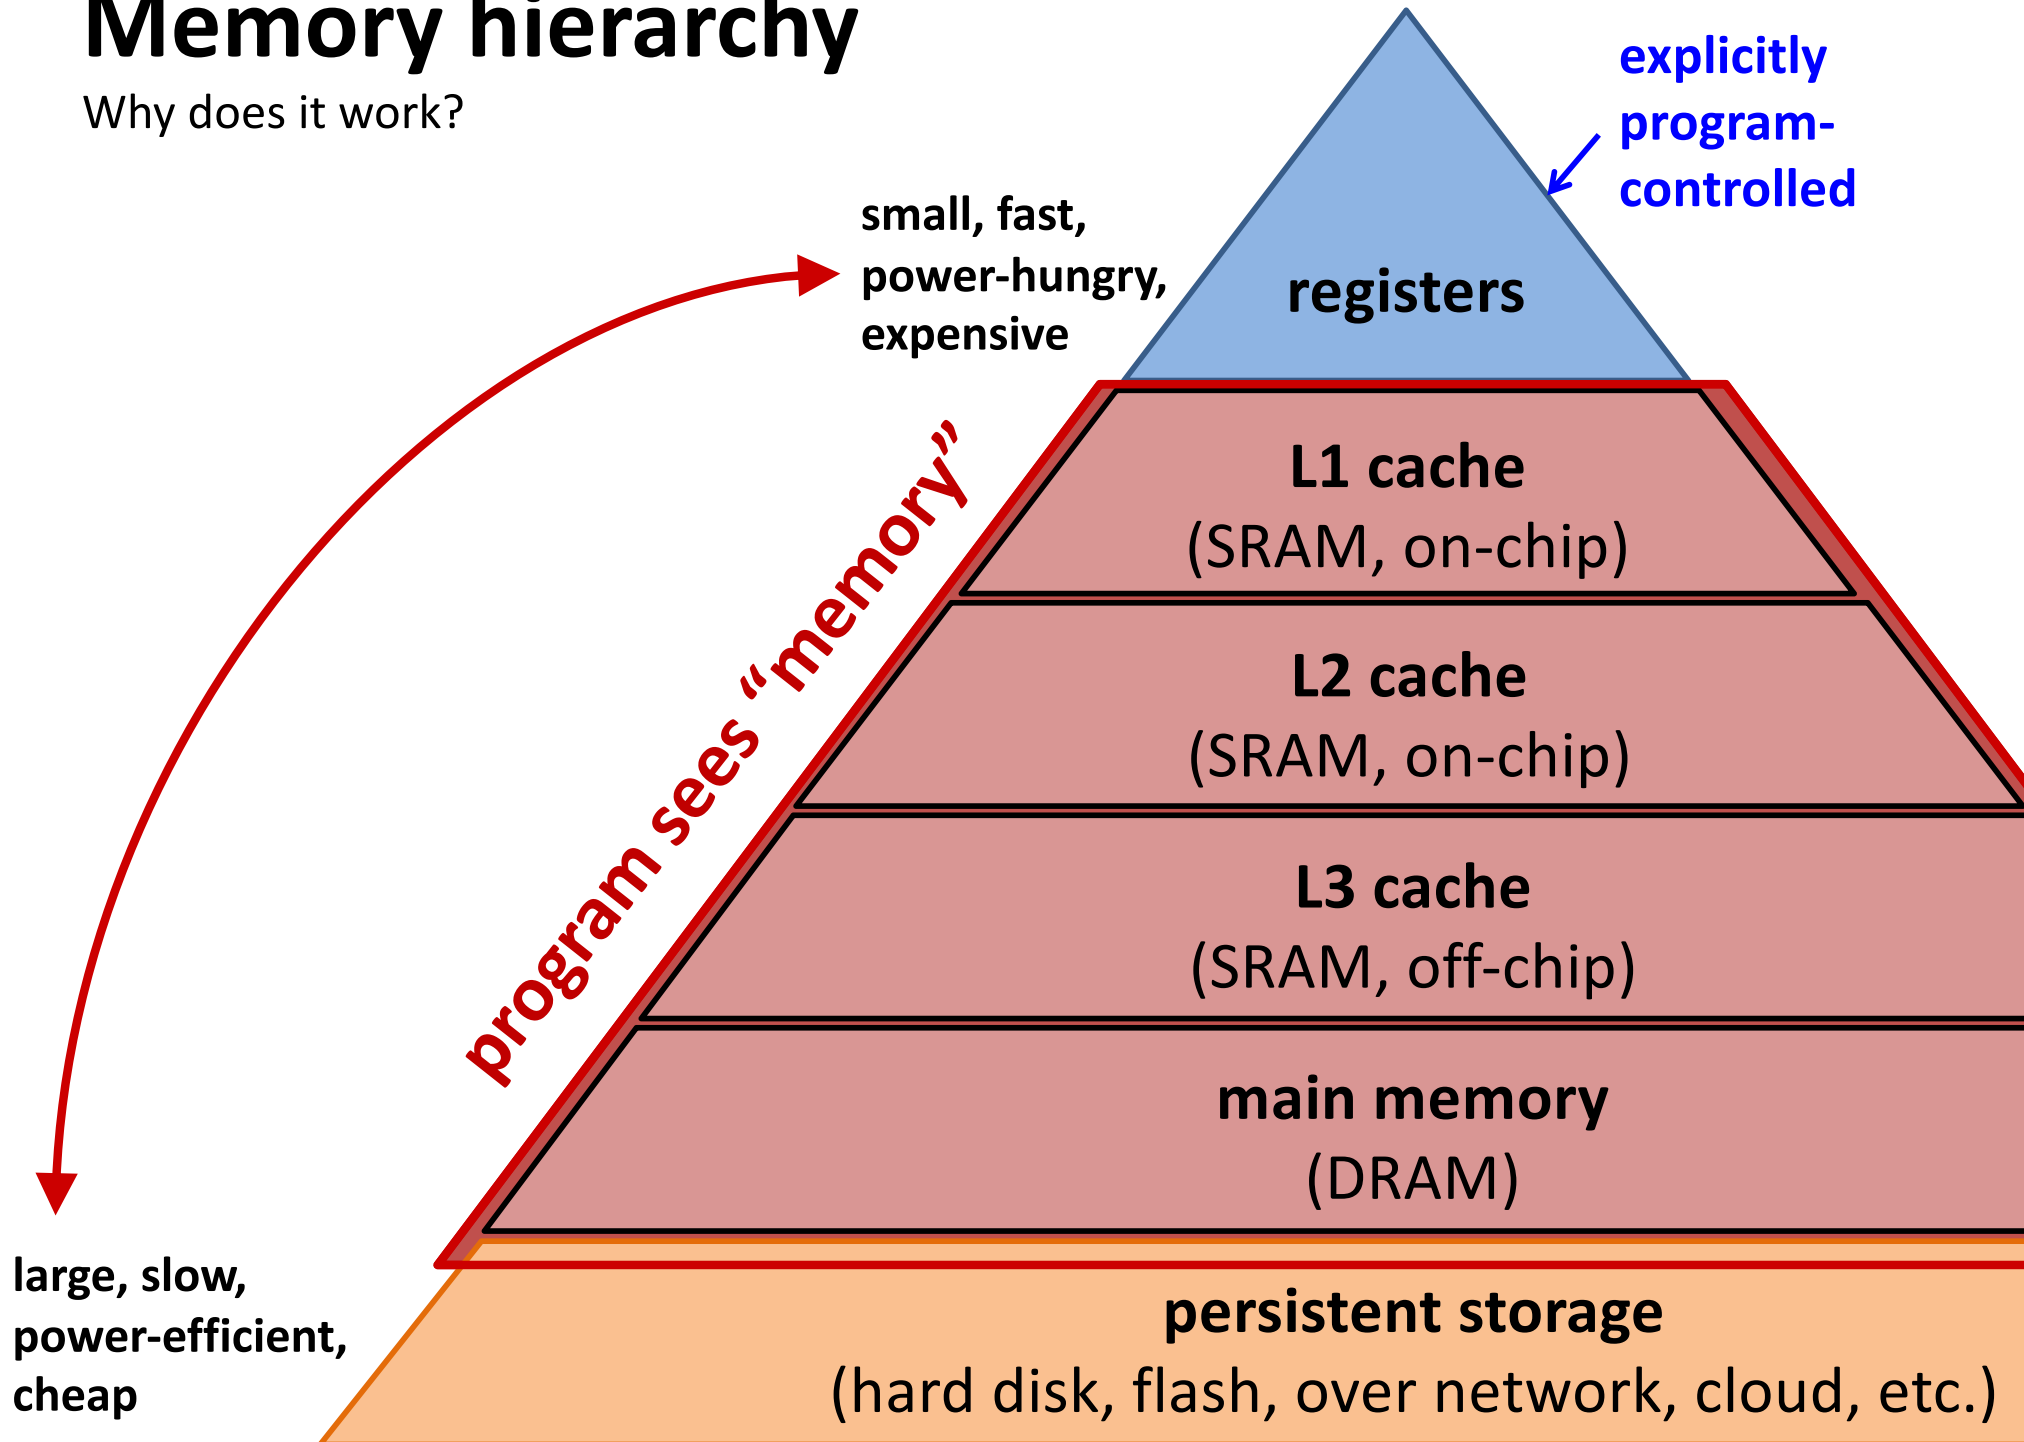 Memory hierarchy
Why does it work?
explicitly
program-
controlled
small, fast,
power-hungry,
expensive
registers
program sees “memory”
L1 cache
(SRAM, on-chip)
L2 cache
(SRAM, on-chip)
L3 cache
(SRAM, off-chip)
main memory
(DRAM)
large, slow,
power-efficient,
cheap
persistent storage
(hard disk, flash, over network, cloud, etc.)